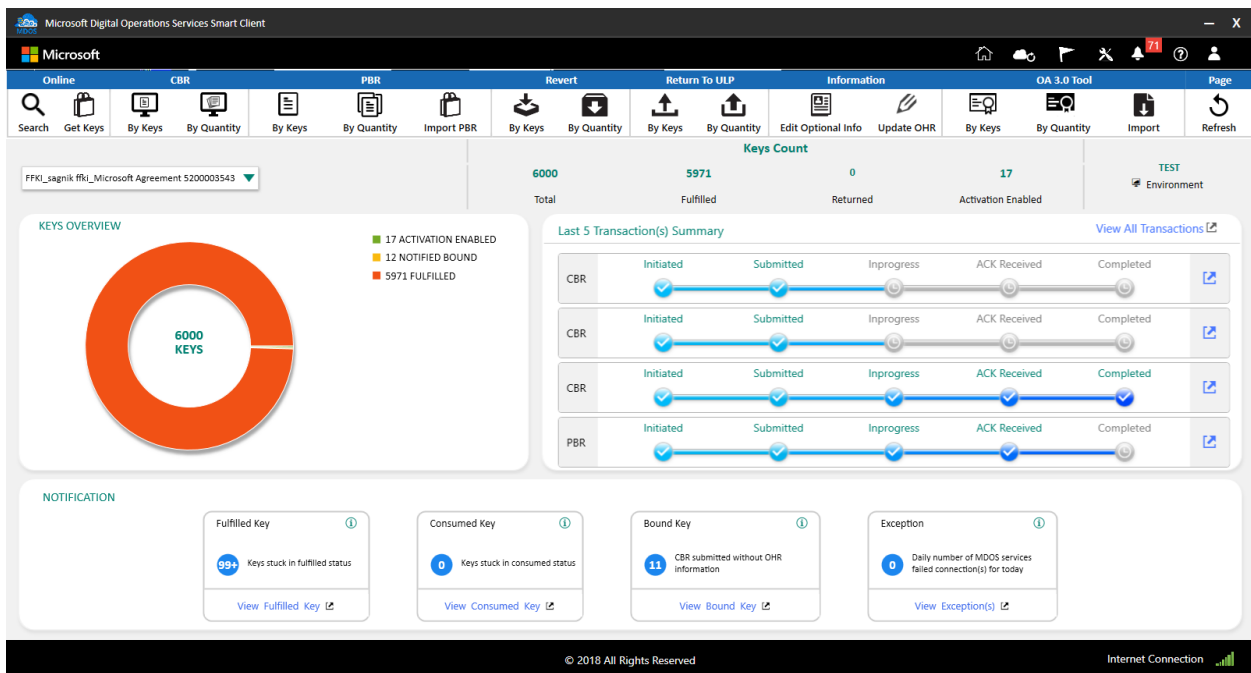 MDOS Microsoft Digital Operations Services Smart Client – X
Microsoft 71
Online CBR PBR Revert Return To ULP Information OA 3.0 Tool Page
Search Get Keys By Keys By Quantity By Keys By Quantity Import PBR By Keys By Quantity By Keys By Quantity Edit Optional Info Update OHR By Keys By Quantity Import Refresh
Keys Count
FFKI_sagnik ffki_Microsoft Agreement 5200003543
6000 5971 0 17
Total Fulfilled Returned Activation Enabled
TEST
Environment
KEYS OVERVIEW
17 ACTIVATION ENABLED
12 NOTIFIED BOUND
5971 FULFILLED
6000
KEYS
Last 5 Transaction(s) Summary View All Transactions
CBR Initiated Submitted Inprogress ACK Received Completed
CBR Initiated Submitted Inprogress ACK Received Completed
CBR Initiated Submitted Inprogress ACK Received Completed
PBR Initiated Submitted Inprogress ACK Received Completed
NOTIFICATION
Fulfilled Key
99+ Keys stuck in fulfilled status
View Fulfilled Key
Consumed Key
0 Keys stuck in consumed status
View Consumed Key
Bound Key
11 CBR submitted without OHR
information
View Bound Key
Exception
0 Daily number of MDOS services
failed connection(s) for today
View Exception(s)
© 2018 All Rights Reserved Internet Connection